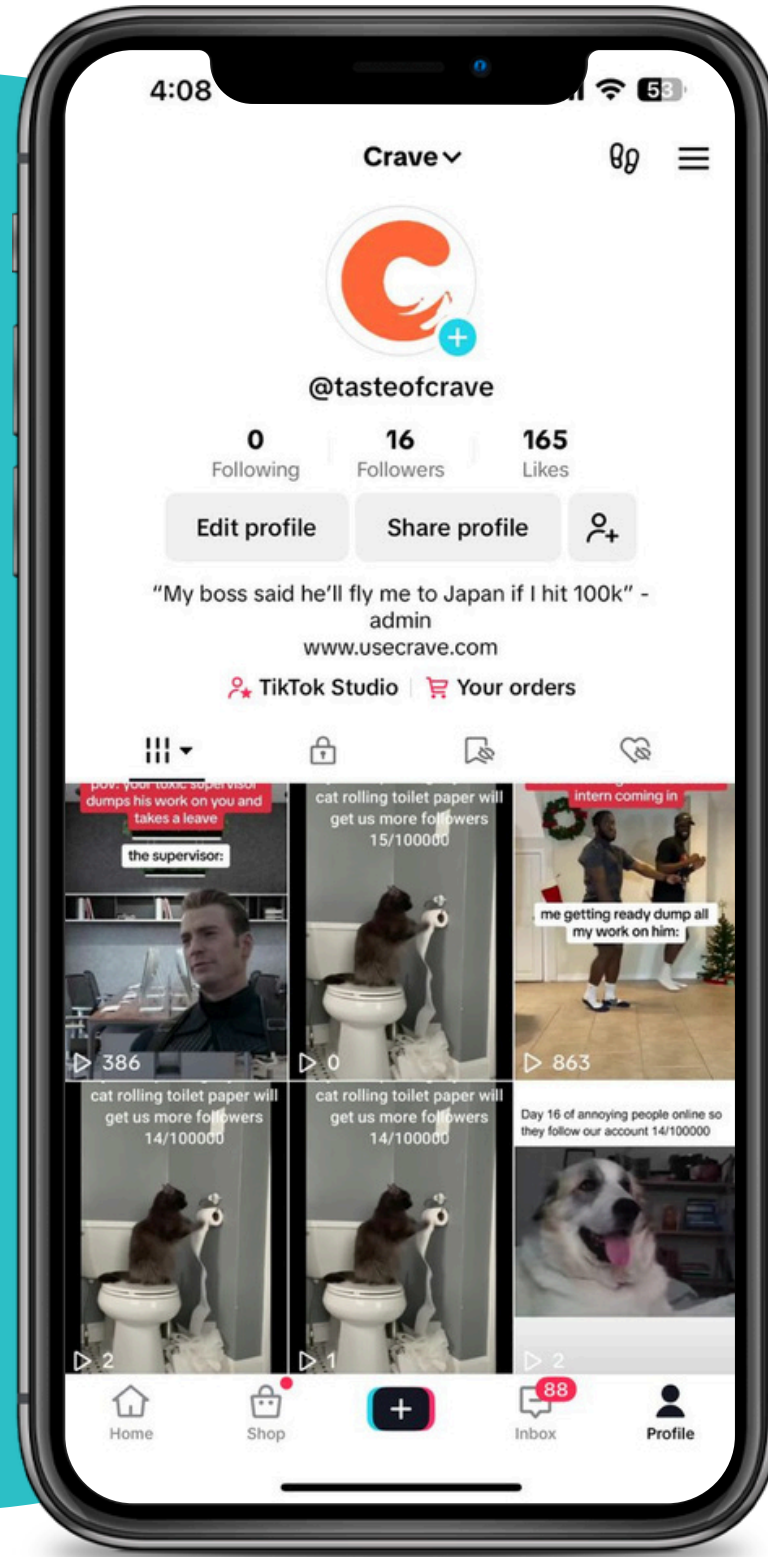 4:08
53
Crave
@tasteofcrave
0
16
165
Following
Followers
Likes
Edit profile
Share profile
"My boss said he'll fly me to Japan if I hit 100k" -
admin
www.usecrave.com
TikTok Studio
Your orders
pov: your toxic supervisor
dumps his work on you and
takes a leave
the supervisor:
386
cat rolling toilet paper will
get us more followers
15/100000
0
intern coming in
me getting ready dump all
my work on him:
863
cat rolling toilet paper will
get us more followers
14/100000
2
cat rolling toilet paper will
get us more followers
14/100000
1
Day 16 of annoying people online so
they follow our account 14/100000
2
Home
Shop
88
Inbox
Profile